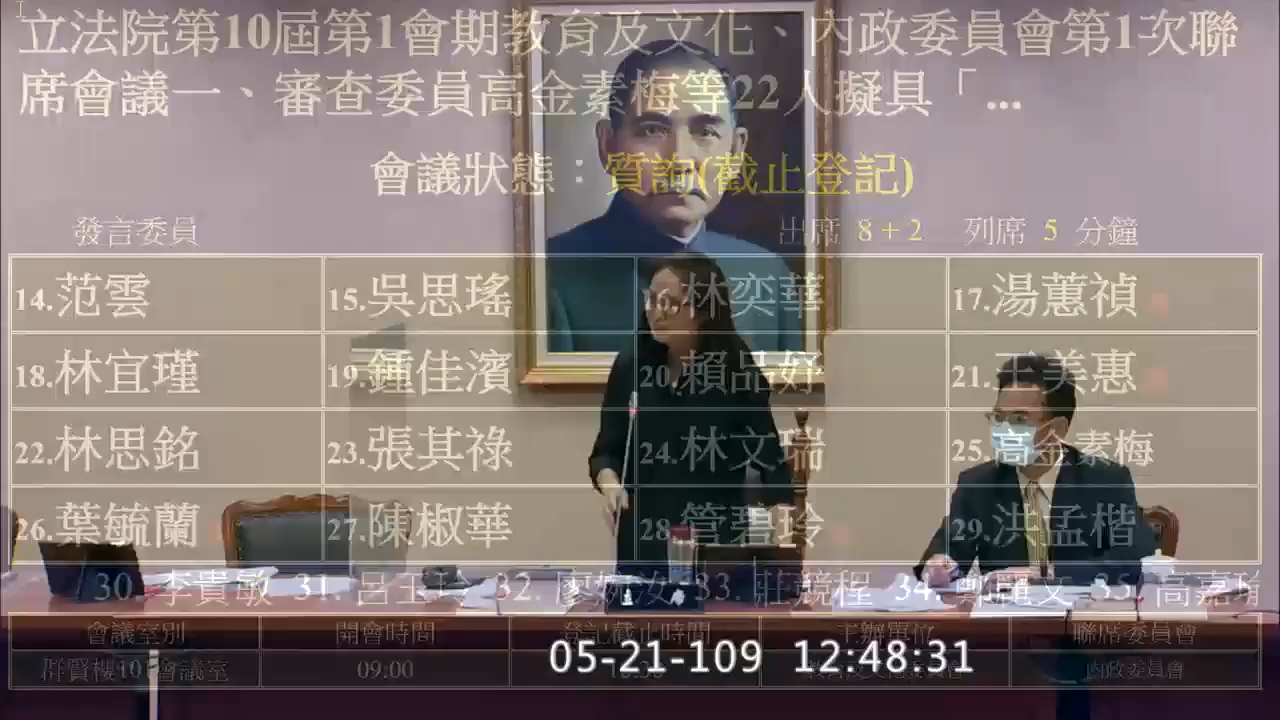 立法院第10屆第1會期教育及文化、內政委員會第1次聯
席會議一、審查委員高金素梅等22人擬具「...
會議狀態：質詢(截止登記)
發言委員 出席 8+2 列席 5 分鐘
14.范雲 15.吳思瑤 16.林奕華 17.湯蕙禎
18.林宜瑾 19.鍾佳濱 20.賴品妤 21.王美惠
22.林思銘 23.張其祿 24.林文瑞 25.高金素梅
26.葉毓蘭 27.陳椒華 28.管碧玲 29.洪孟楷
30. 李貴敏 31. 呂玉玲 32. 廖婉汝 33. 莊競程 34. 鄭麗文 35. 高嘉瑜
會議室別 開會時間 登記截止時間 主辦單位 聯席委員會
群賢樓101會議室 09:00 內政委員會
05-21-109 12:48:31